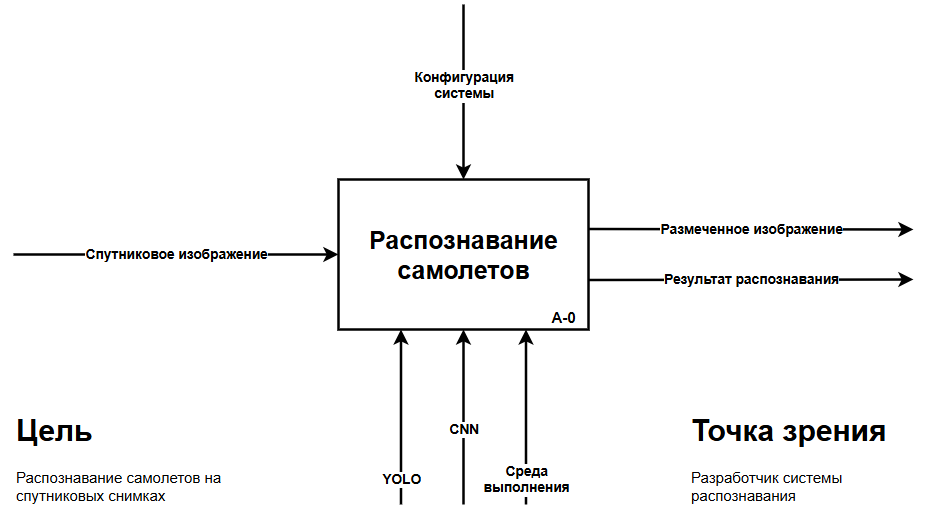 Конфигурация
системы
Спутниковое изображение
Распознавание
самолетов
А-0
Размеченное изображение
Результат распознавания
YOLO
CNN
Среда
выполнения
Цель
Распознавание самолетов на
спутниковых снимках
Точка зрения
Разработчик системы
распознавания